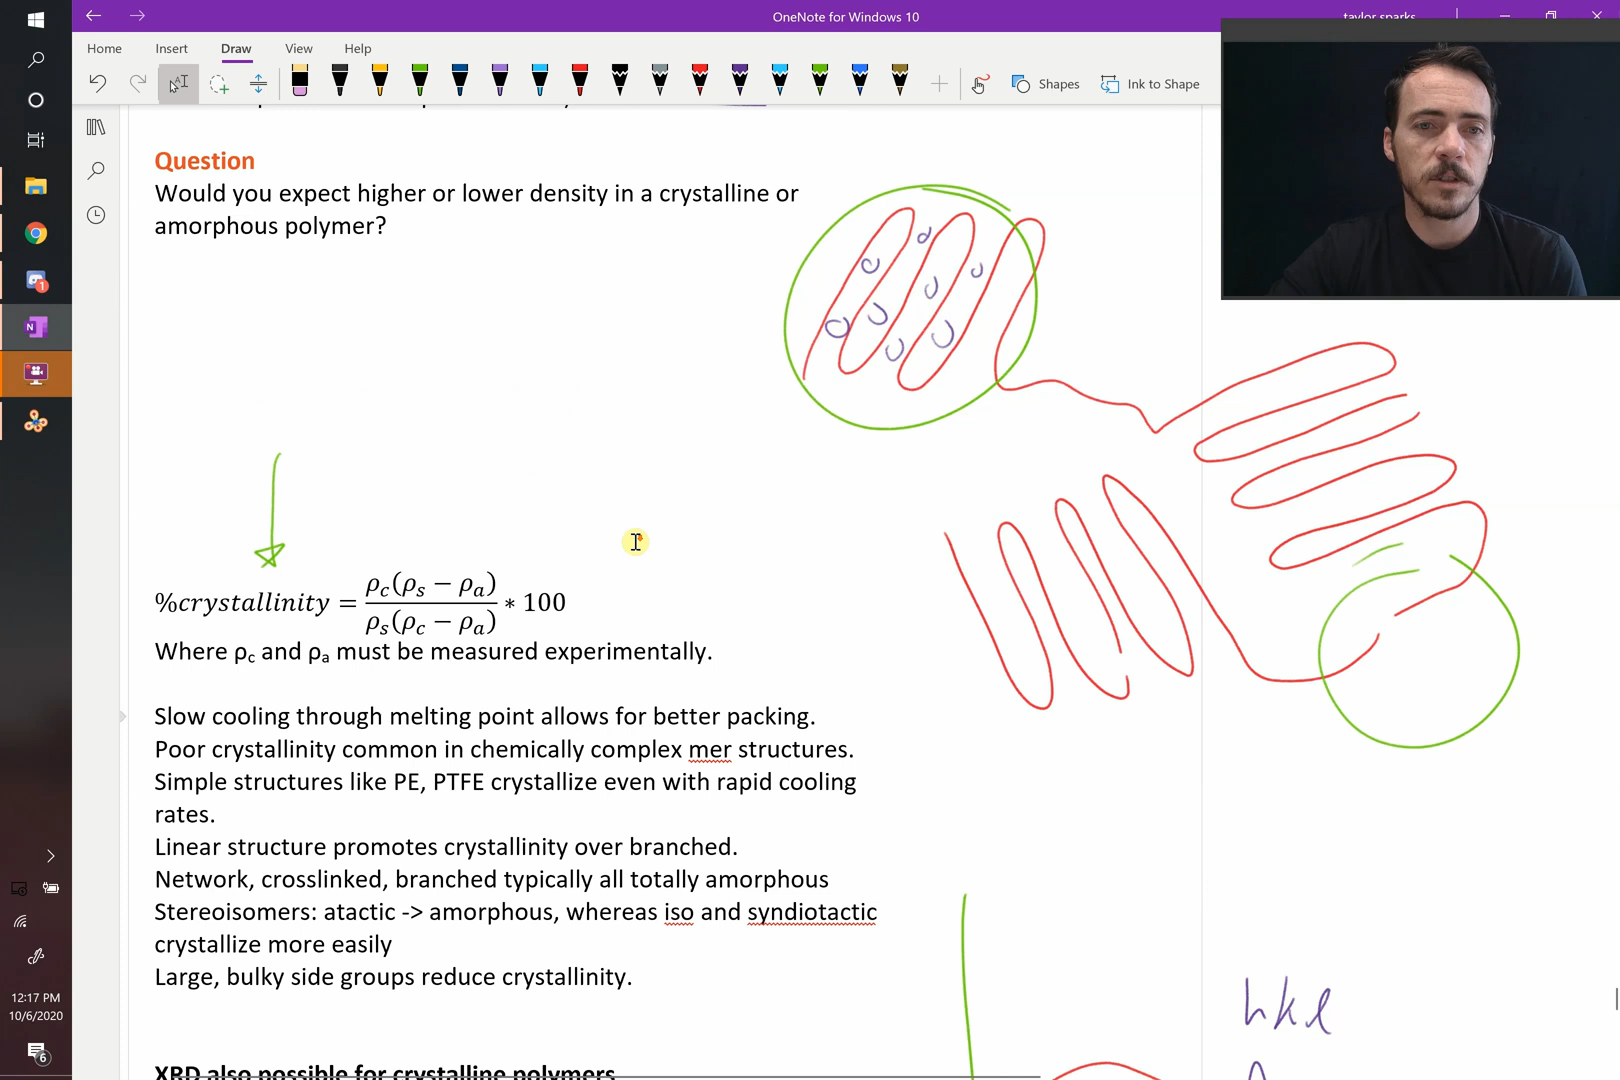 OneNote for Windows 10
taylor sparks
Home Insert Draw View Help
Shapes
Ink to Shape
Question
Would you expect higher or lower density in a crystalline or
amorphous polymer?
%crystallinity = ρc(ρs − ρa) / ρs(ρc − ρa) * 100
Where ρc and ρa must be measured experimentally.
Slow cooling through melting point allows for better packing.
Poor crystallinity common in chemically complex mer structures.
Simple structures like PE, PTFE crystallize even with rapid cooling
rates.
Linear structure promotes crystallinity over branched.
Network, crosslinked, branched typically all totally amorphous
Stereoisomers: atactic -> amorphous, whereas iso and syndiotactic
crystallize more easily
Large, bulky side groups reduce crystallinity.
hkl
XRD also possible for crystalline polymers
12:17 PM
10/6/2020
6